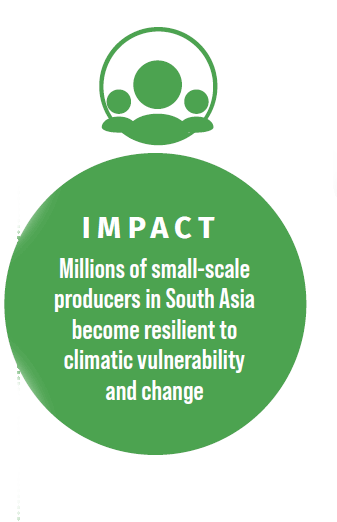 IMPACT
Millions of small-scale
producers in South Asia
become resilient to
climatic vulnerability
and change